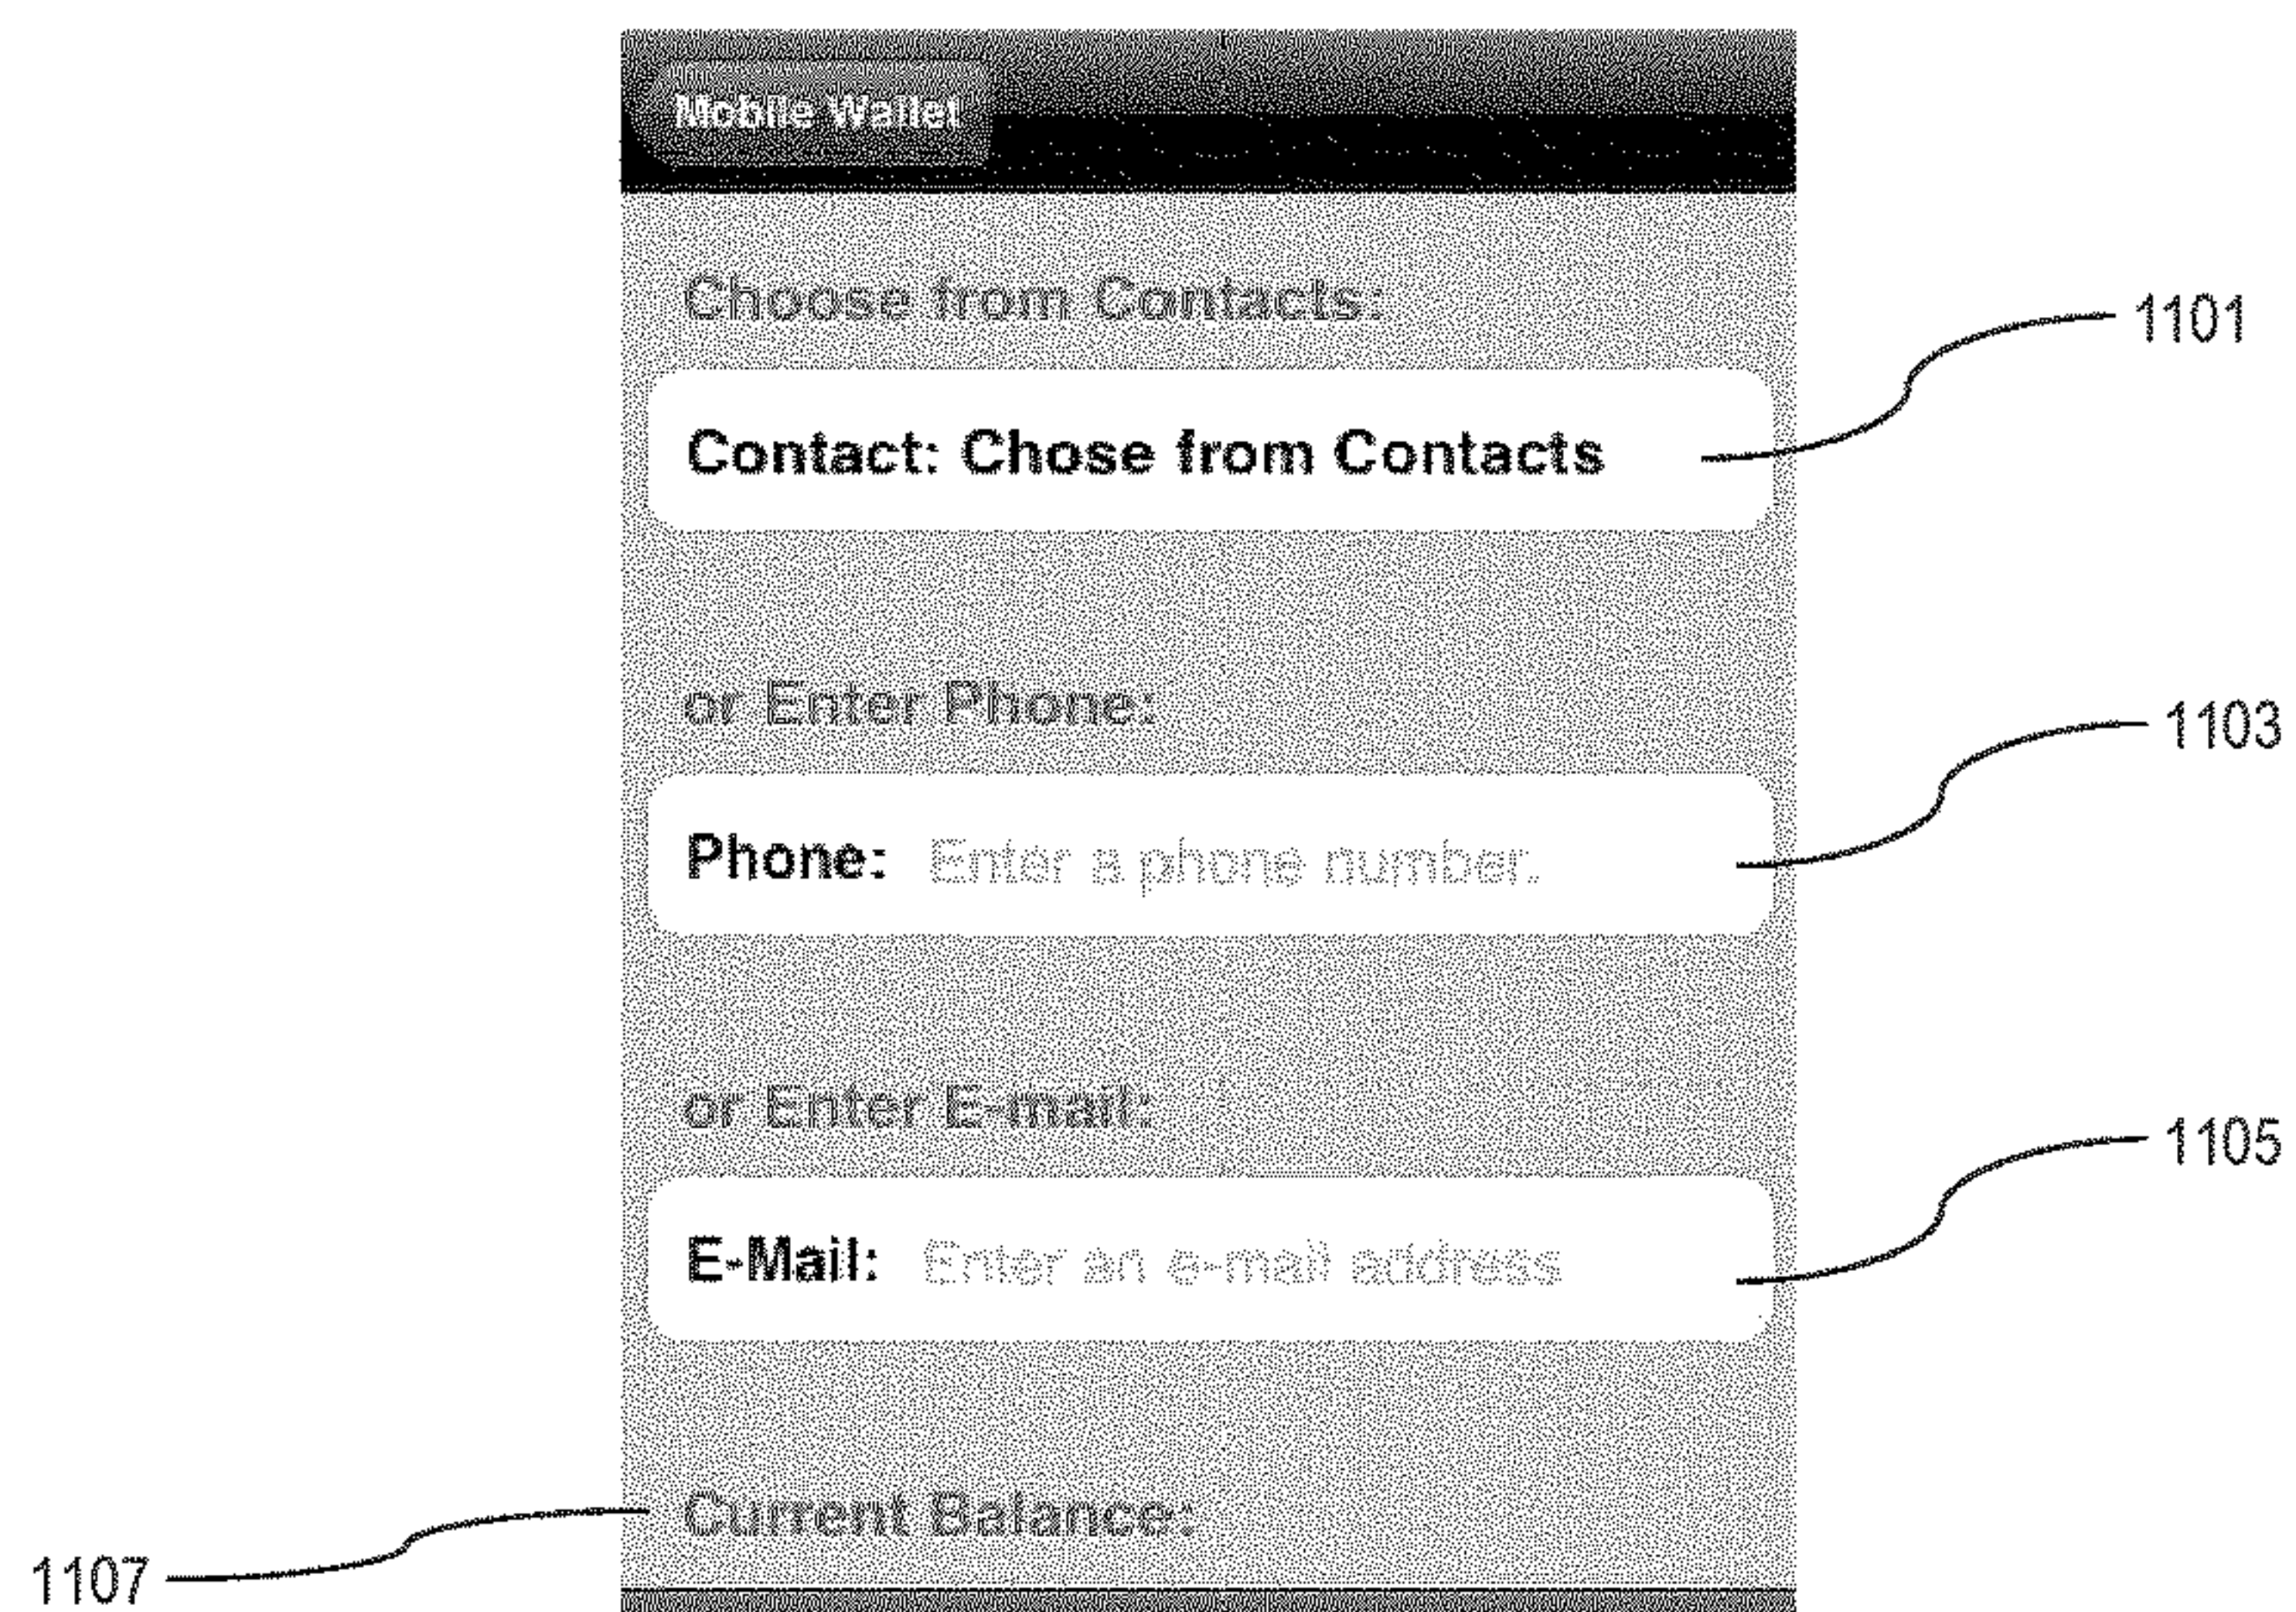 Mobile Wallet
Choose from Contacts:
1101
Contact: Chose from Contacts
or Enter Phone:
1103
Phone: Enter a phone number.
or Enter E-mail:
1105
E-Mail: Enter an e-mail address
Current Balance:
1107